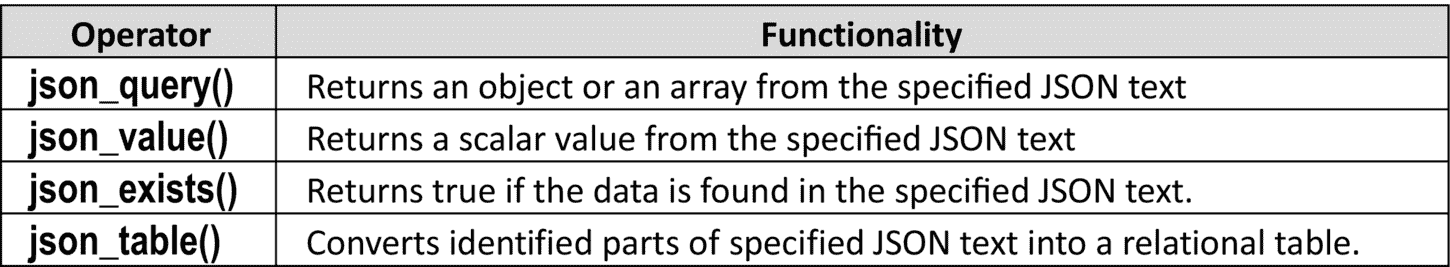 Operator Functionality
json_query() Returns an object or an array from the specified JSON text
json_value() Returns a scalar value from the specified JSON text
json_exists() Returns true if the data is found in the specified JSON text.
json_table() Converts identified parts of specified JSON text into a relational table.